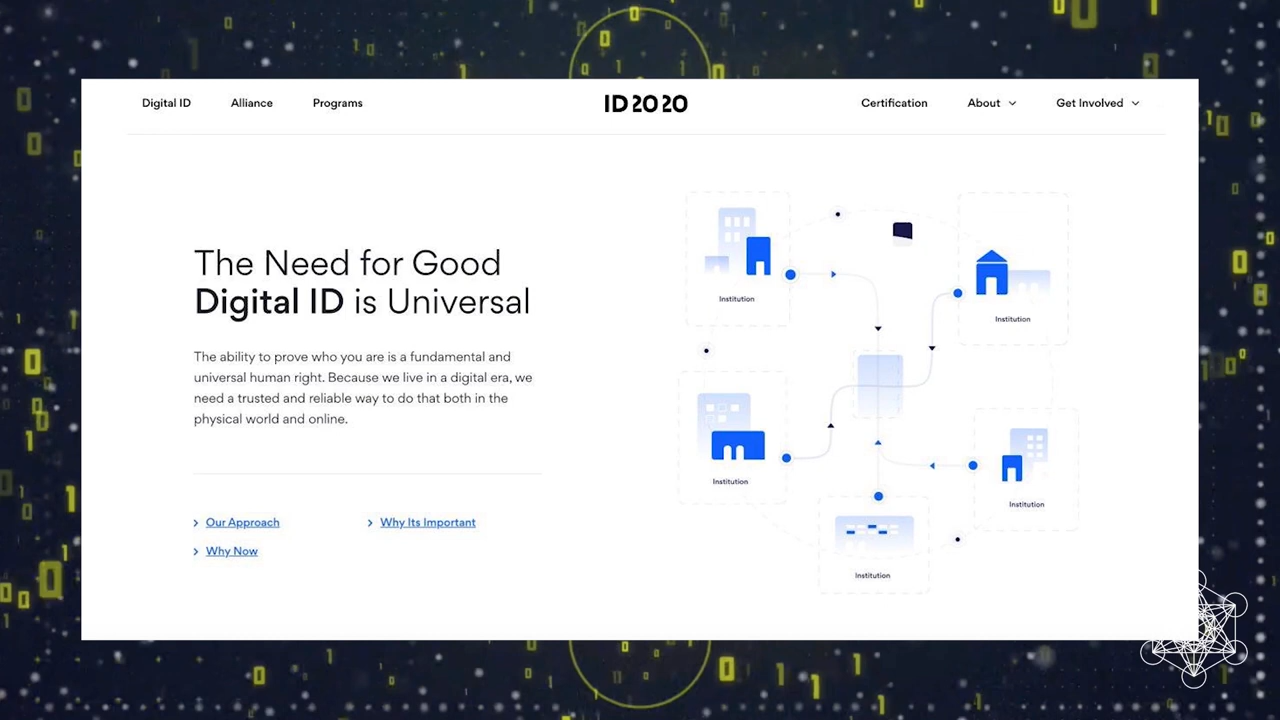 Digital ID
Alliance
Programs
ID2020
Certification
About
Get Involved
The Need for Good
Digital ID is Universal
The ability to prove who you are is a fundamental and
universal human right. Because we live in a digital era, we
need a trusted and reliable way to do that both in the
physical world and online.
Our Approach
Why Its Important
Why Now
Institution
Institution
Institution
Institution
Institution